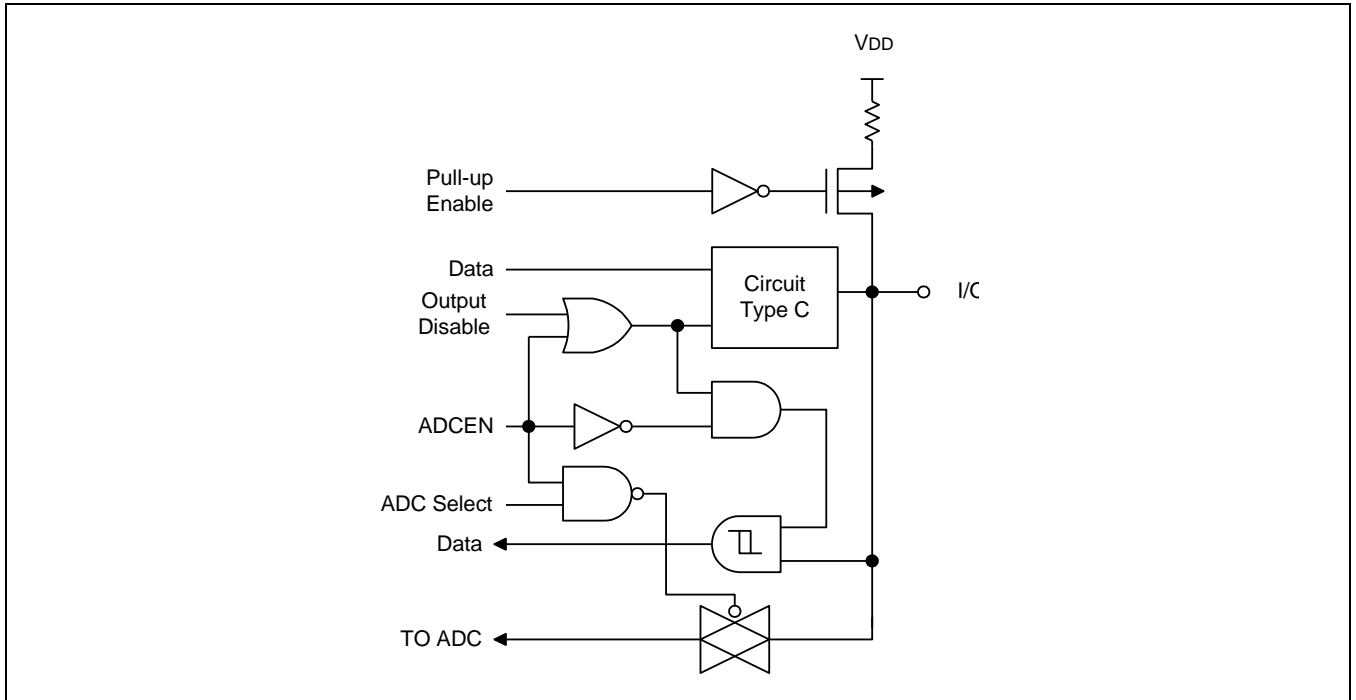 VDD
Pull-up
Enable
Data
Circuit
Type C
Output
Disable
I/
ADCEN
ADC Select
Data
TO ADC